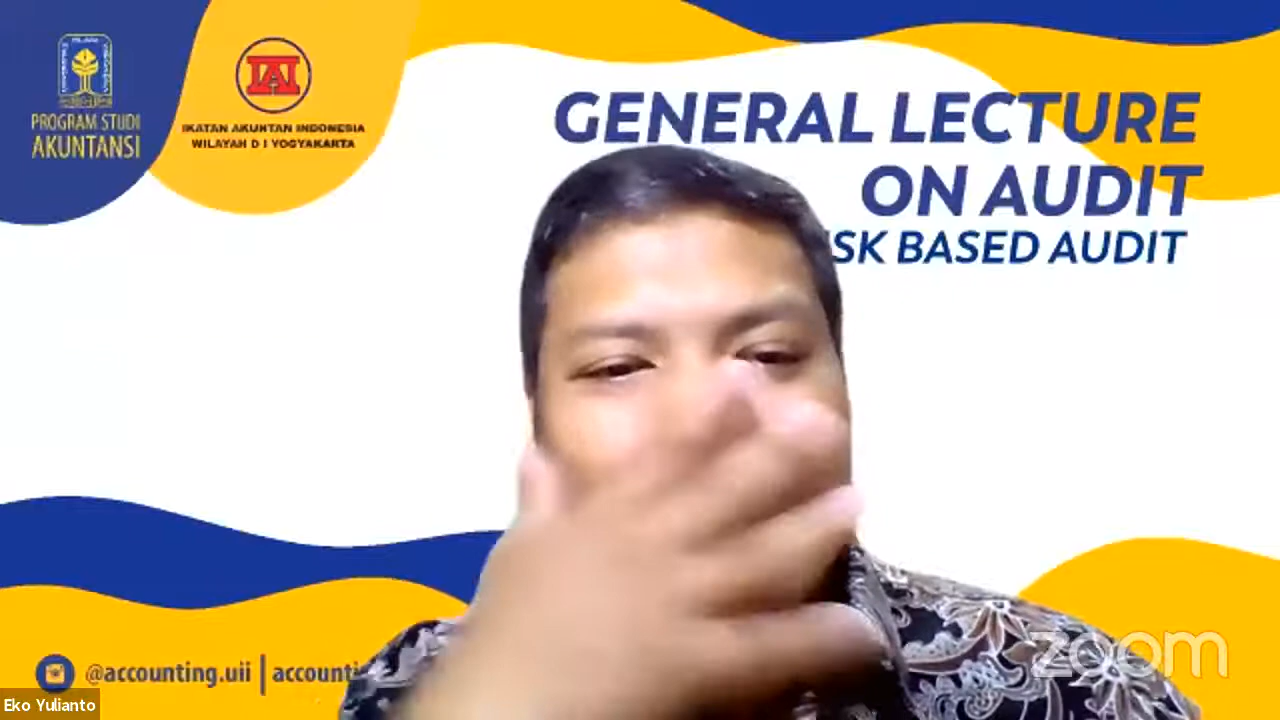 PROGRAM STUDI
AKUNTANSI
IAI
IKATAN AKUNTAN INDONESIA
WILAYAH D I YOGYAKARTA
GENERAL LECTURE
ON AUDIT
SK BASED AUDIT
@accounting.uii | accounti
Eko Yulianto
zoom